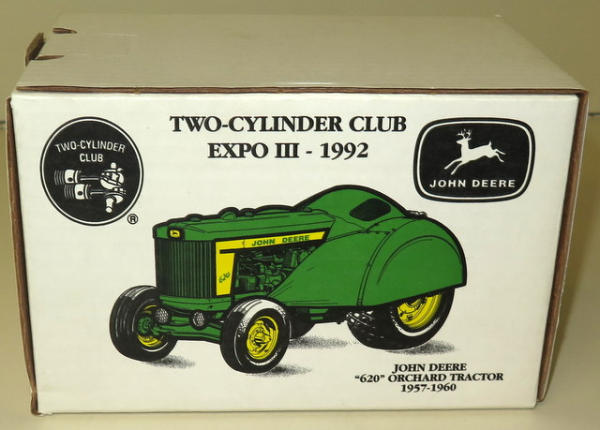 TWO-CYLINDER CLUB
EXPO III - 1992
TWO-CYLINDER
CLUB
®
JOHN DEERE
JOHN DEERE
620
JOHN DEERE
"620" ORCHARD TRACTOR
1957-1960